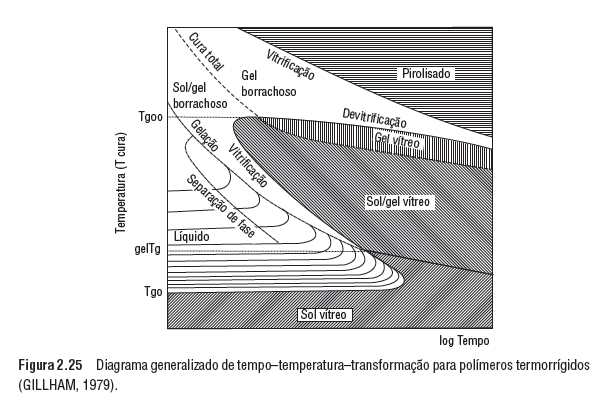 Cura total
Vitrificação
Pirolisado
Gel
borrachoso
Sol/gel
borrachoso
Tgoo
Devitrificação
Gel vítreo
Gelação
Vitrificação
Temperatura (T cura)
Separação de fase
Sol/gel vítreo
Líquido
gelTg
Tgo
Sol vítreo
log Tempo
Figura 2.25 Diagrama generalizado de tempo–temperatura–transformação para polímeros termorrígidos
(GILLHAM, 1979).